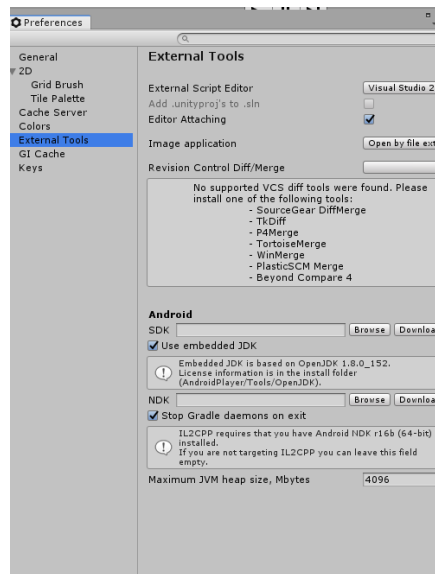 Preferences
General
2D
Grid Brush
Tile Palette
Cache Server
Colors
External Tools
GI Cache
Keys
External Tools
External Script Editor
Visual Studio 2
Add .unityproj's to .sln
Editor Attaching
Image application
Open by file ext
Revision Control Diff/Merge
No supported VCS diff tools were found. Please
install one of the following tools:
- SourceGear DiffMerge
- TkDiff
- P4Merge
- TortoiseMerge
- WinMerge
- PlasticSCM Merge
- Beyond Compare 4
Android
SDK Browse Downloa
Use embedded JDK
Embedded JDK is based on OpenJDK 1.8.0_152.
License information is in the install folder
(AndroidPlayer/Tools/OpenJDK).
NDK Browse Downloa
Stop Gradle daemons on exit
IL2CPP requires that you have Android NDK r16b (64-bit)
installed.
If you are not targeting IL2CPP you can leave this field
empty.
Maximum JVM heap size, Mbytes 4096